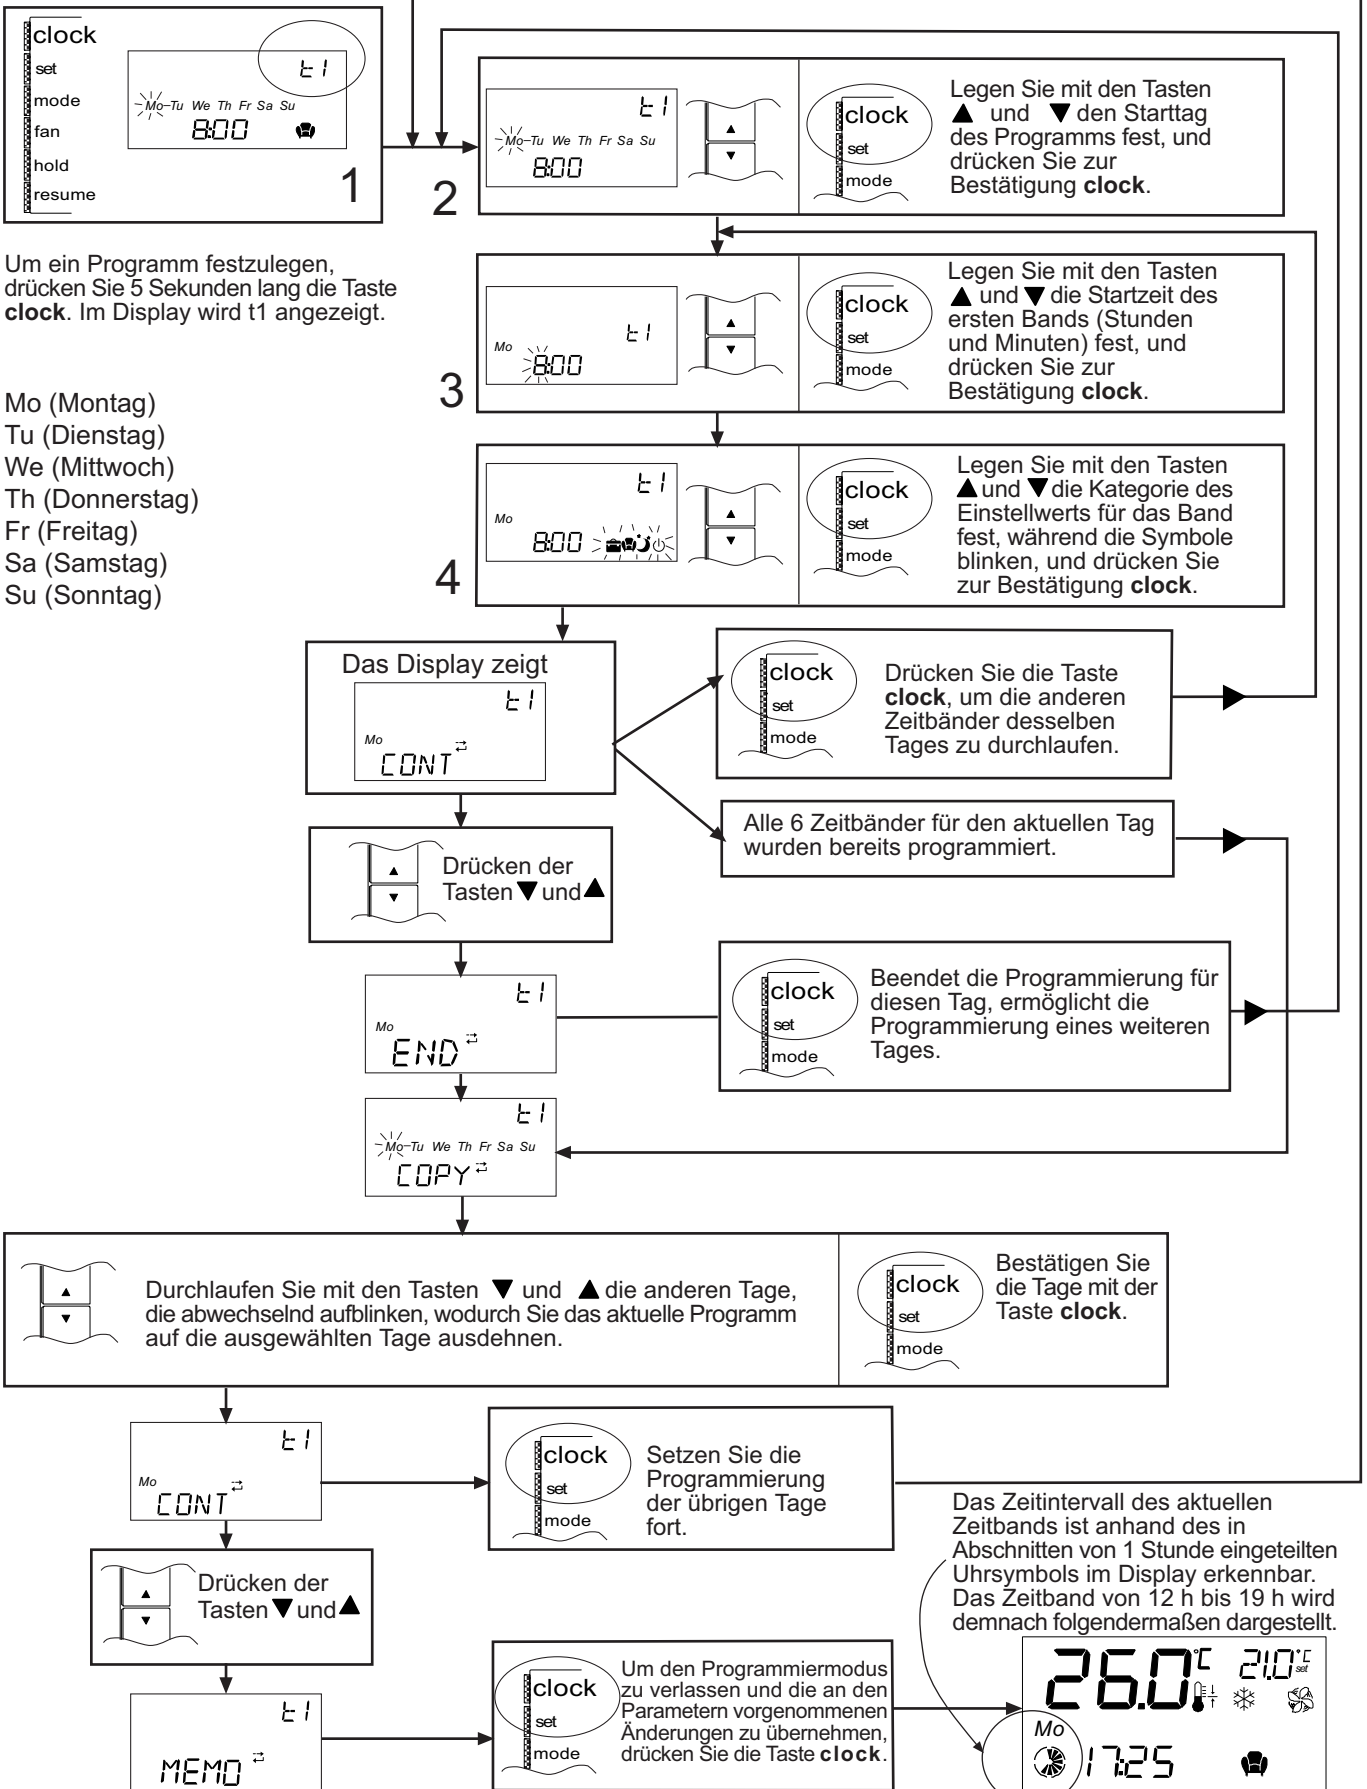 clock
set
mode
fan
hold
resume
t1
Mo Tu We Th Fr Sa Su
8:00
1
Um ein Programm festzulegen,
drücken Sie 5 Sekunden lang die Taste
clock. Im Display wird t1 angezeigt.
Mo (Montag)
Tu (Dienstag)
We (Mittwoch)
Th (Donnerstag)
Fr (Freitag)
Sa (Samstag)
Su (Sonntag)
2
t1
Mo Tu We Th Fr Sa Su
8:00
▲
▼
clock
set
mode
Legen Sie mit den Tasten
▲ und ▼ den Starttag
des Programms fest, und
drücken Sie zur
Bestätigung clock.
3
t1
Mo
8:00
▲
▼
clock
set
mode
Legen Sie mit den Tasten
▲ und ▼ die Startzeit des
ersten Bands (Stunden
und Minuten) fest, und
drücken Sie zur
Bestätigung clock.
4
t1
Mo
8:00
▲
▼
clock
set
mode
Legen Sie mit den Tasten
▲ und ▼ die Kategorie des
Einstellwerts für das Band
fest, während die Symbole
blinken, und drücken Sie
zur Bestätigung clock.
Das Display zeigt
t1
Mo
CONT
clock
set
mode
Drücken Sie die Taste
clock, um die anderen
Zeitbänder desselben
Tages zu durchlaufen.
Alle 6 Zeitbänder für den aktuellen Tag
wurden bereits programmiert.
▲
▼
Drücken der
Tasten ▼ und ▲
t1
Mo
END
clock
set
mode
Beendet die Programmierung für
diesen Tag, ermöglicht die
Programmierung eines weiteren
Tages.
t1
Mo Tu We Th Fr Sa Su
COPY
▲
▼
Durchlaufen Sie mit den Tasten ▼ und ▲ die anderen Tage,
die abwechselnd aufblinken, wodurch Sie das aktuelle Programm
auf die ausgewählten Tage ausdehnen.
clock
set
mode
Bestätigen Sie
die Tage mit der
Taste clock.
t1
Mo
CONT
clock
set
mode
Setzen Sie die
Programmierung
der übrigen Tage
fort.
▲
▼
Drücken der
Tasten ▼ und ▲
t1
MEMO
clock
set
mode
Um den Programmiermodus
zu verlassen und die an den
Parametern vorgenommenen
Änderungen zu übernehmen,
drücken Sie die Taste clock.
Das Zeitintervall des aktuellen
Zeitbands ist anhand des in
Abschnitten von 1 Stunde eingeteilten
Uhrsymbols im Display erkennbar.
Das Zeitband von 12 h bis 19 h wird
demnach folgendermaßen dargestellt.
26.0°C
21.0°C
set
Mo
17:25